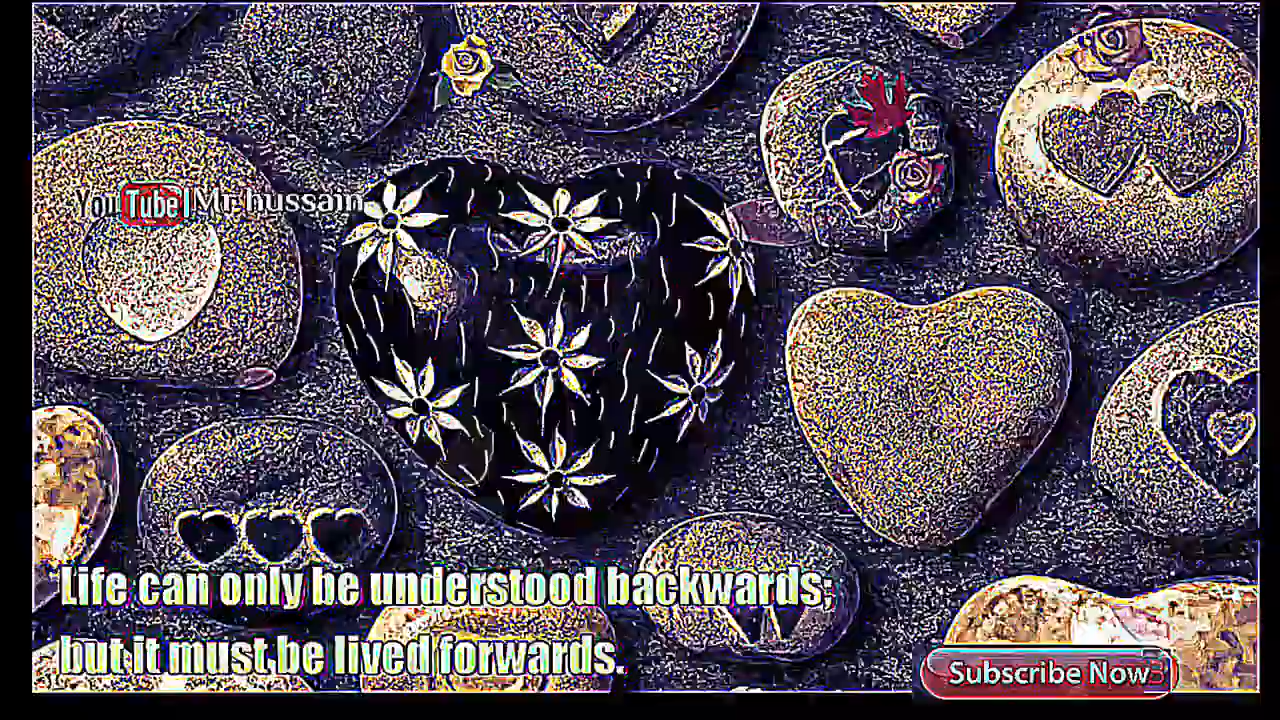 YouTube|Mr hussain
Life can only be understood backwards;
but it must be lived forwards.
Subscribe Now